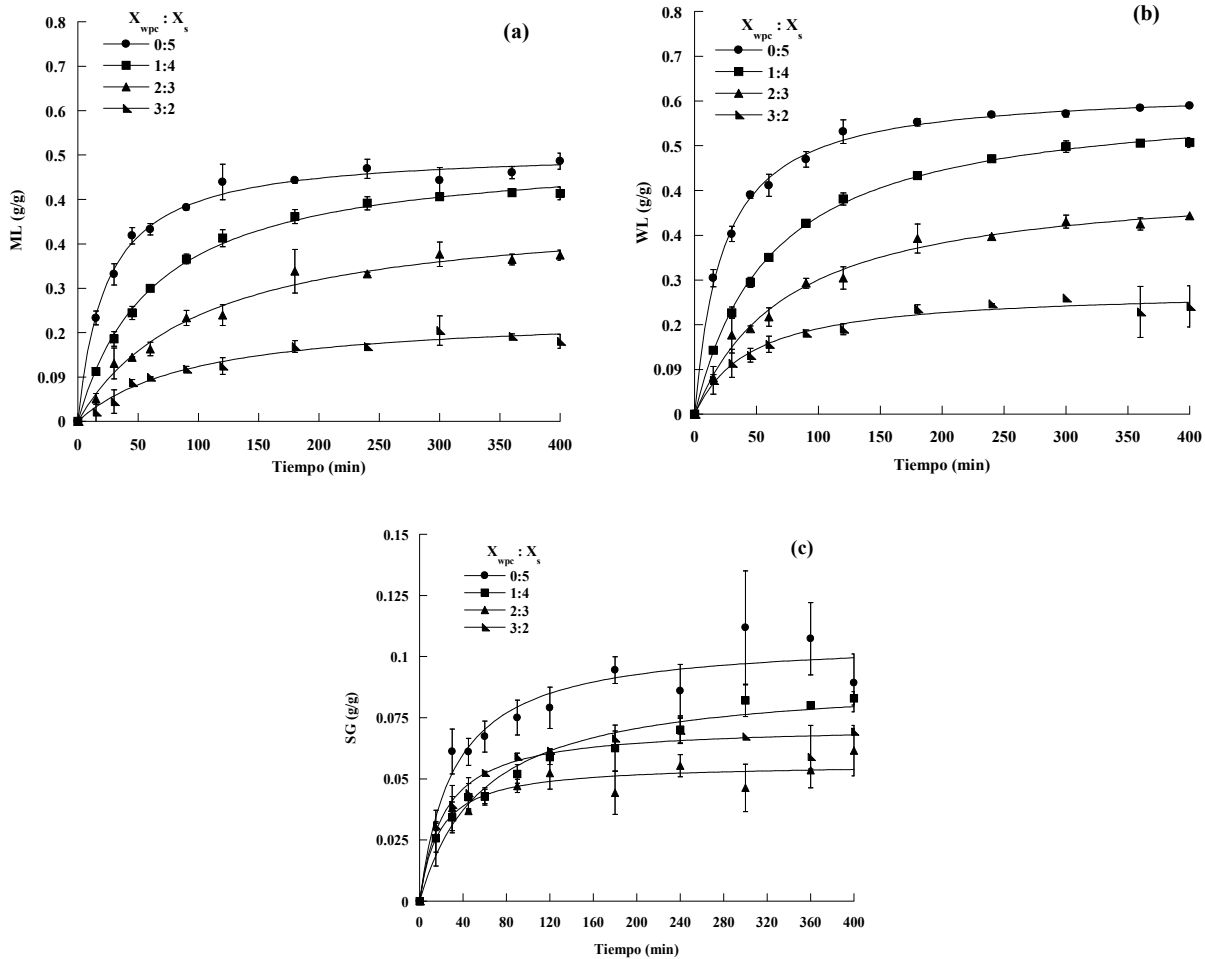 (a)
X_wpc : X_s
0:5
1:4
2:3
3:2
0.8
0.7
0.6
0.5
0.4
0.4
0.3
0.2
0.09
0
ML (g/g)
0 50 100 150 200 250 300 350 400
Tiempo (min)
(b)
X_wpc : X_s
0:5
1:4
2:3
3:2
0.8
0.7
0.6
0.5
0.4
0.3
0.2
0.09
0
WL (g/g)
0 50 100 150 200 250 300 350 400
Tiempo (min)
(c)
X_wpc : X_s
0:5
1:4
2:3
3:2
0.15
0.125
0.1
0.075
0.05
0.025
0
SG (g/g)
0 40 80 120 160 200 240 280 320 360 400
Tiempo (min)